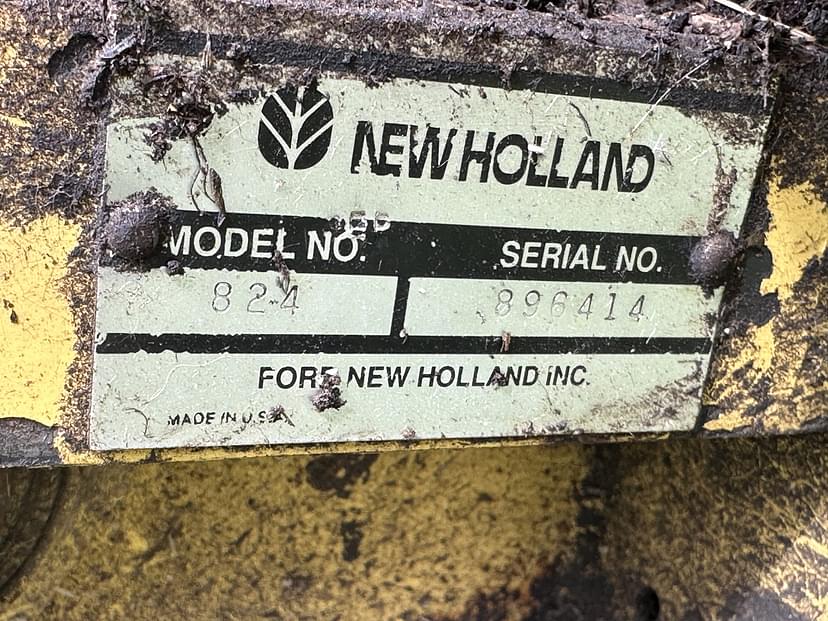 NEW HOLLAND
MODEL NO. SERIAL NO.
824 896414
FORD NEW HOLLAND INC.
MADE IN U.S.A.